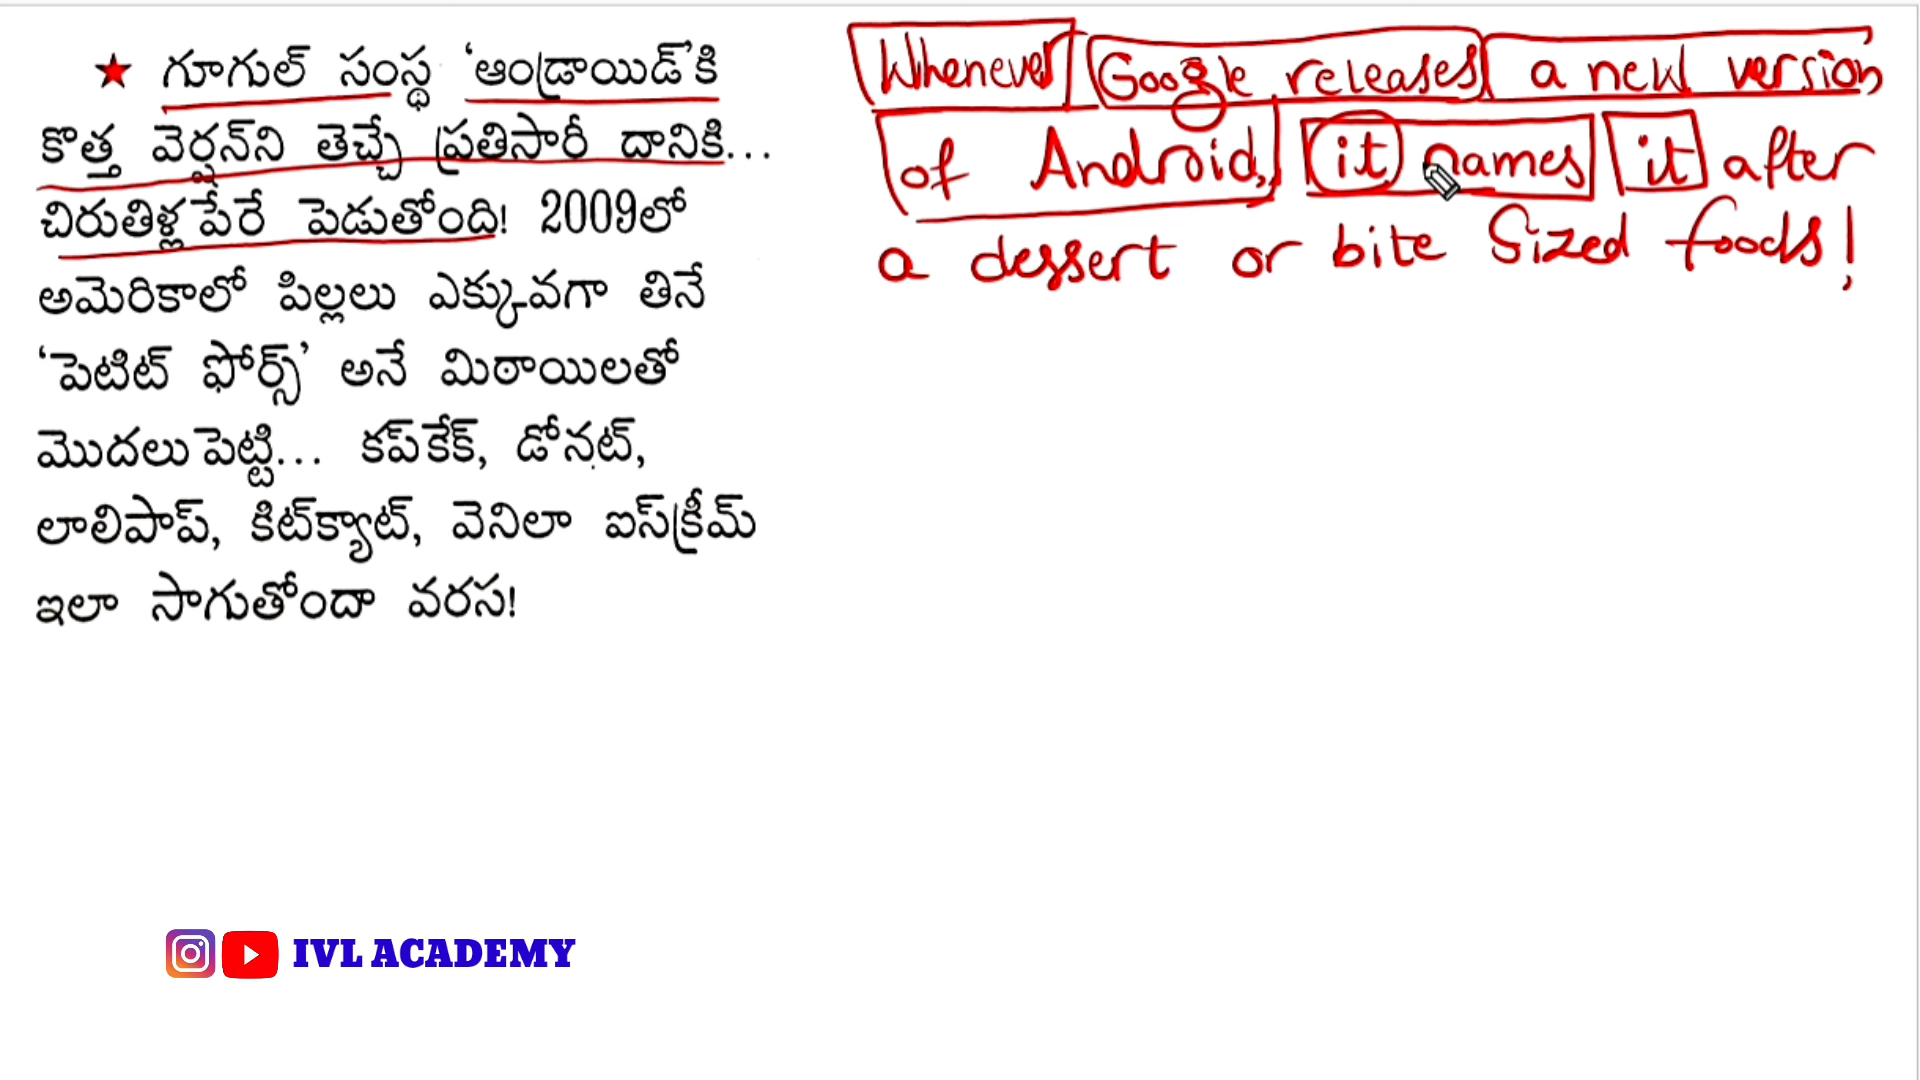 ★ గూగుల్ సంస్థ ‘ఆండ్రాయిడ్’కి
కొత్త వెర్షన్‌ని తెచ్చే ప్రతిసారీ దానికి...
చిరుతిళ్లపేరే పెడుతోంది! 2009లో
అమెరికాలో పిల్లలు ఎక్కువగా తినే
‘పెటిట్ ఫోర్స్’ అనే మిఠాయిలతో
మొదలుపెట్టి... కప్‌కేక్, డోనట్,
లాలిపాప్, కిట్‌క్యాట్, వెనిలా ఐస్‌క్రీమ్
ఇలా సాగుతోందా వరస!
Whenever Google releases a new version
of Android, it names it after
a dessert or bite Sized foods!
IVL ACADEMY